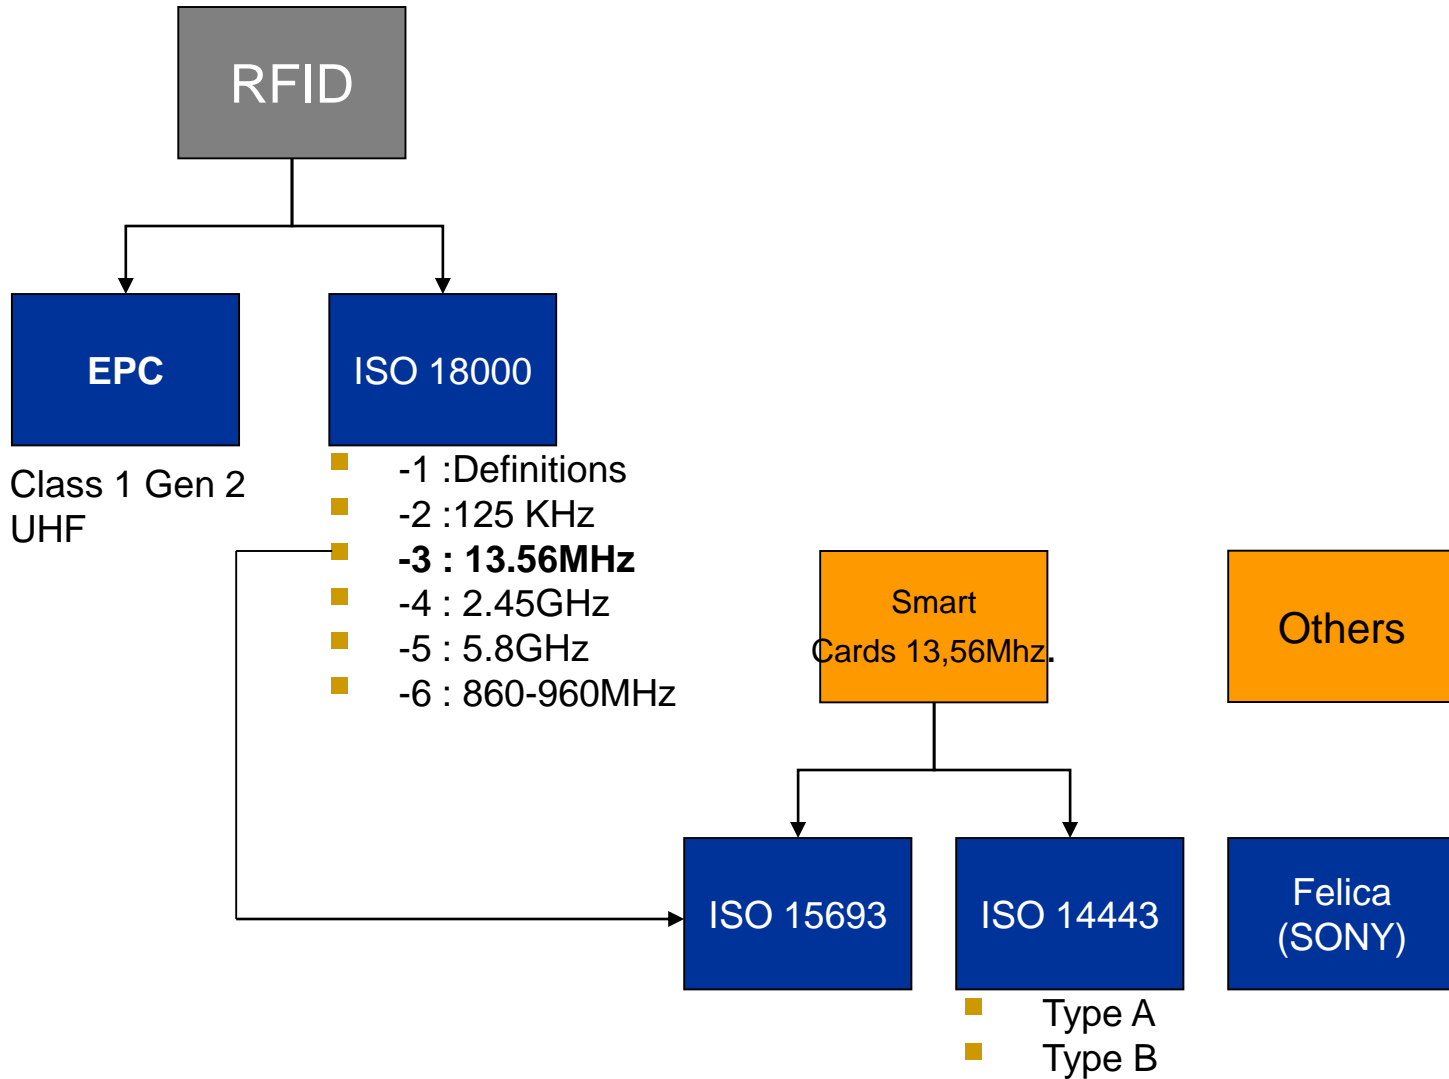 RFID
EPC
ISO 18000
Class 1 Gen 2
UHF
-1 :Definitions
-2 :125 KHz
-3 : 13.56MHz
-4 : 2.45GHz
-5 : 5.8GHz
-6 : 860-960MHz
Smart
Cards 13,56Mhz.
Others
ISO 15693
ISO 14443
Felica
(SONY)
Type A
Type B